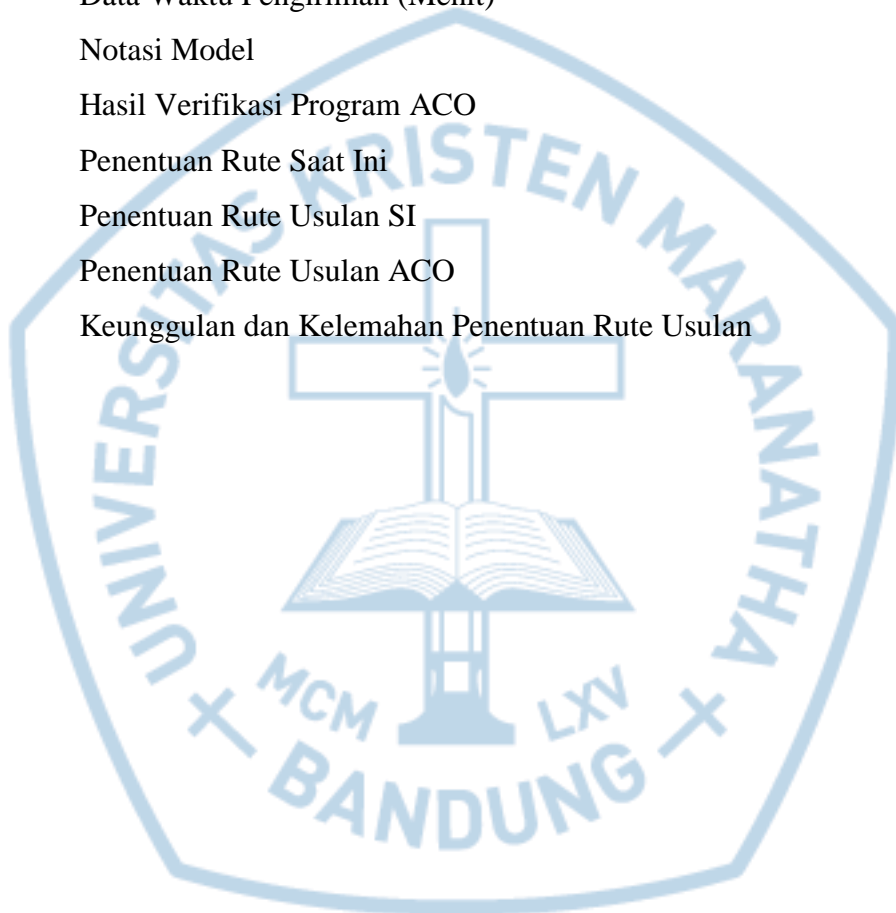 Data Waktu Pengiriman (Menit)
Notasi Model
Hasil Verifikasi Program ACO
Penentuan Rute Saat Ini
Penentuan Rute Usulan SI
Penentuan Rute Usulan ACO
Keunggulan dan Kelemahan Penentuan Rute Usulan
UNIVERSITAS KRISTEN MARANATHA
MCM LXV
BANDUNG